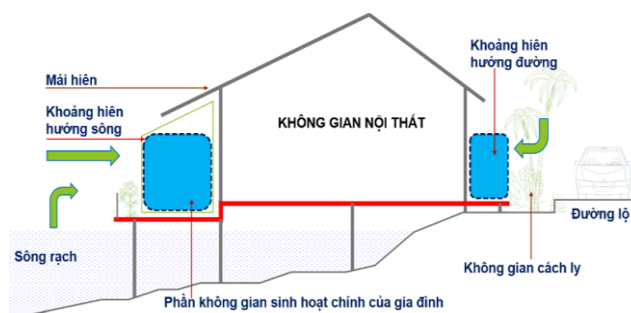 Khoảng hiên
hướng đường
Mái hiên
Khoảng hiên
hướng sông
KHÔNG GIAN NỘI THẤT
Đường lộ
Sông rạch
Không gian cách ly
Phần không gian sinh hoạt chính của gia đình